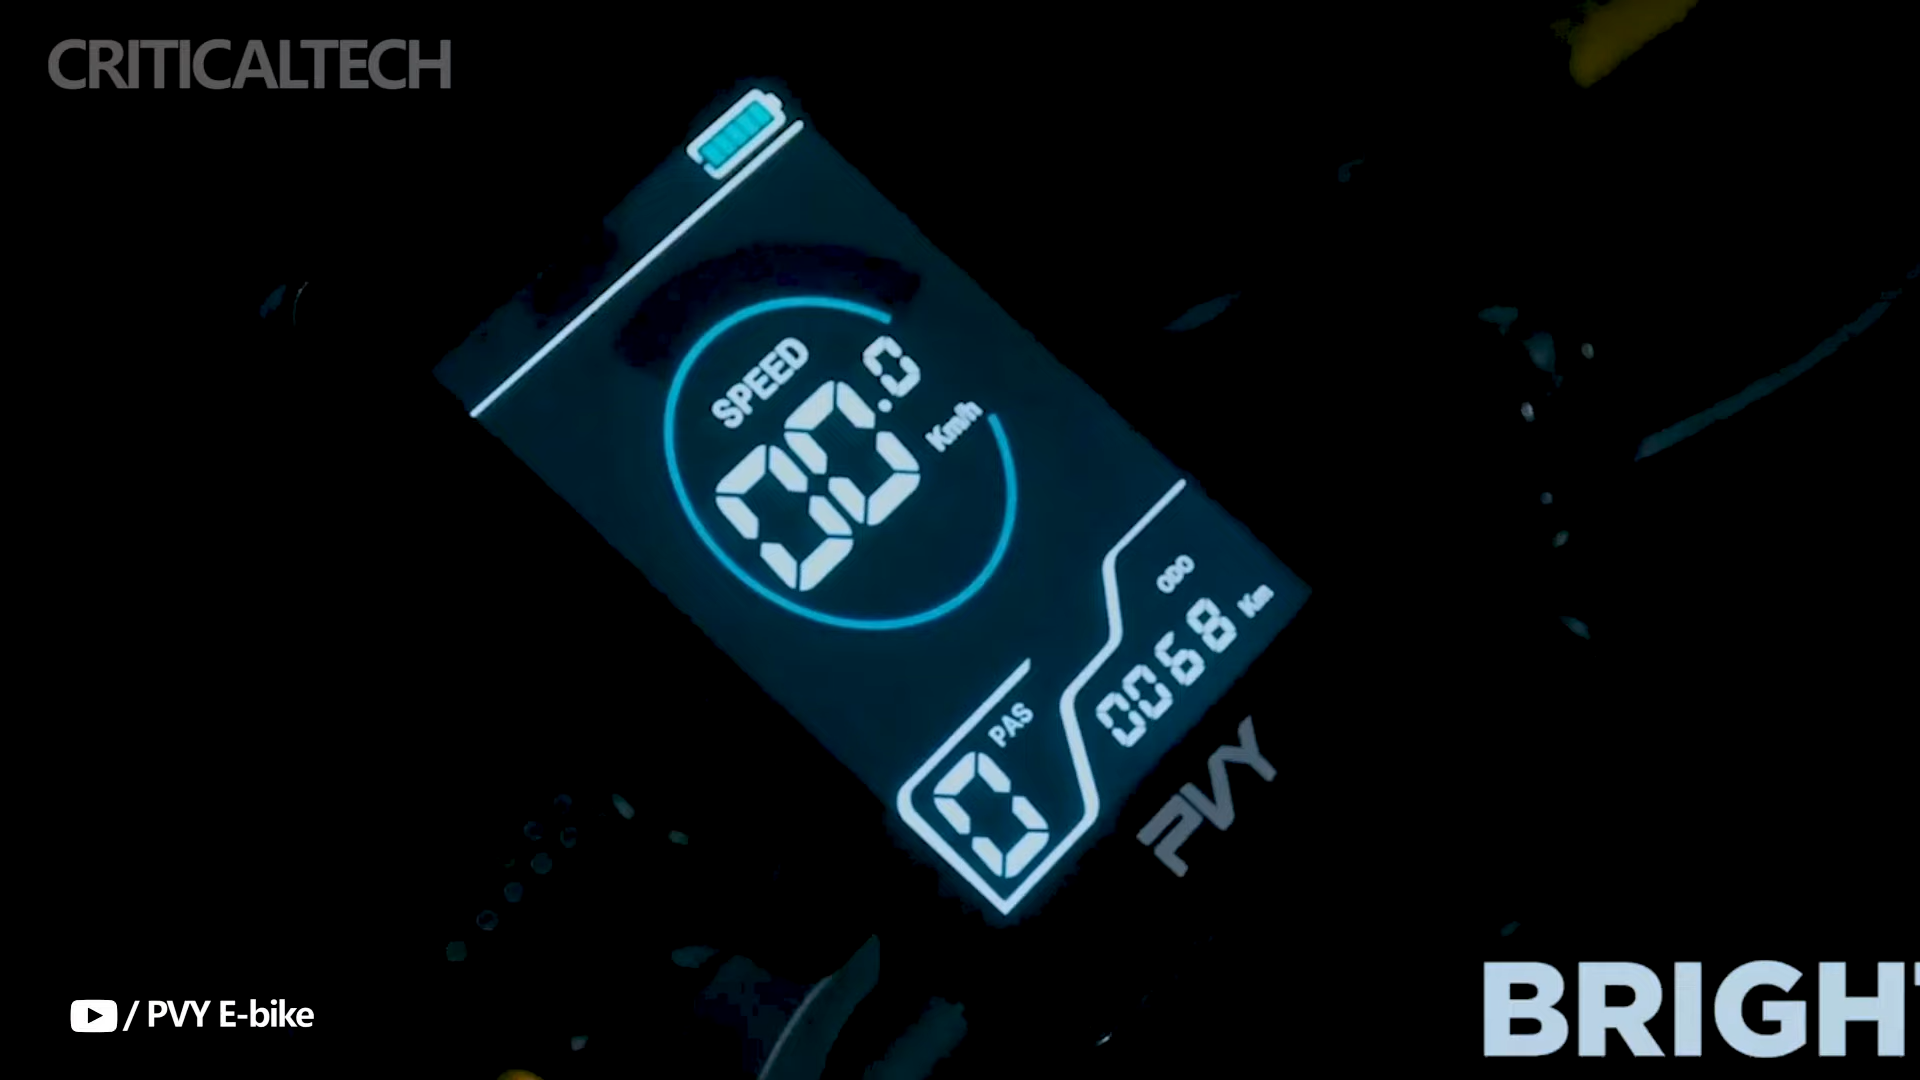 CRITICALTECH
SPEED
00.0
Km/h
ODO
0068 Km
PAS
0
PVY
/ PVY E-bike
BRIGH